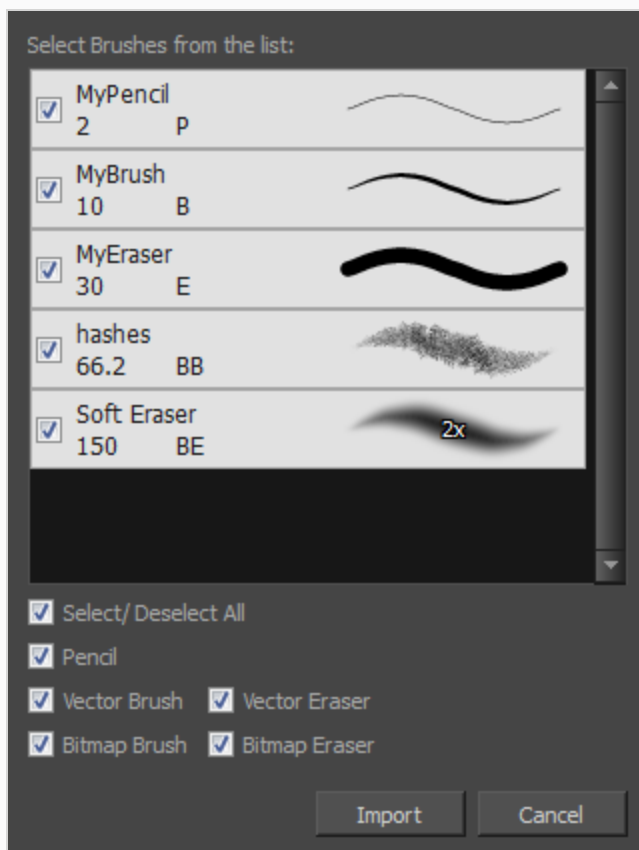 Select Brushes from the list:
MyPencil
2 P
MyBrush
10 B
MyEraser
30 E
hashes
66.2 BB
Soft Eraser
150 BE
2x
Select/ Deselect All
Pencil
Vector Brush Vector Eraser
Bitmap Brush Bitmap Eraser
Import Cancel